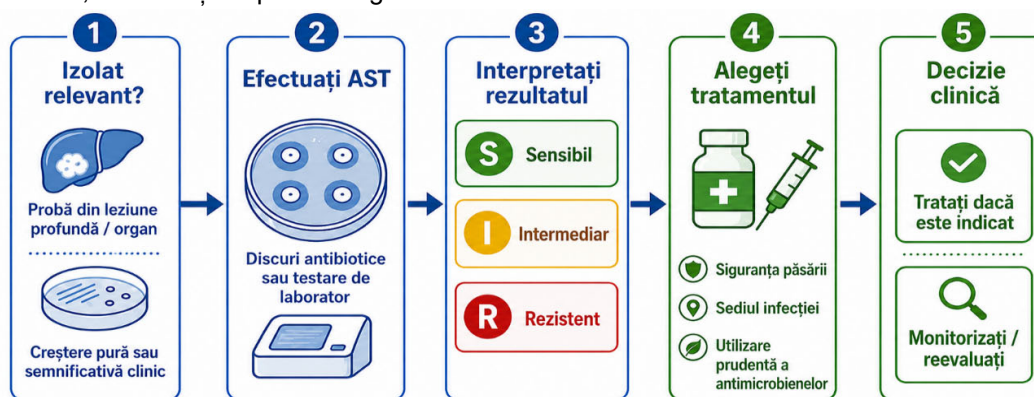 1
Izolat
relevant?
Probă din leziune
profundă / organ
Creștere pură sau
semnificativă clinic
2
Efectuați AST
Discuri antibiotice
sau testare de
laborator
3
Interpretați
rezultatul
S Sensibil
I Intermediar
R Rezistent
4
Alegeți
tratamentul
Siguranța păsării
Sediul infecției
Utilizare
prudentă a
antimicrobienelor
5
Decizie
clinică
Tratați dacă
este indicat
Monitorizați /
reevaluați